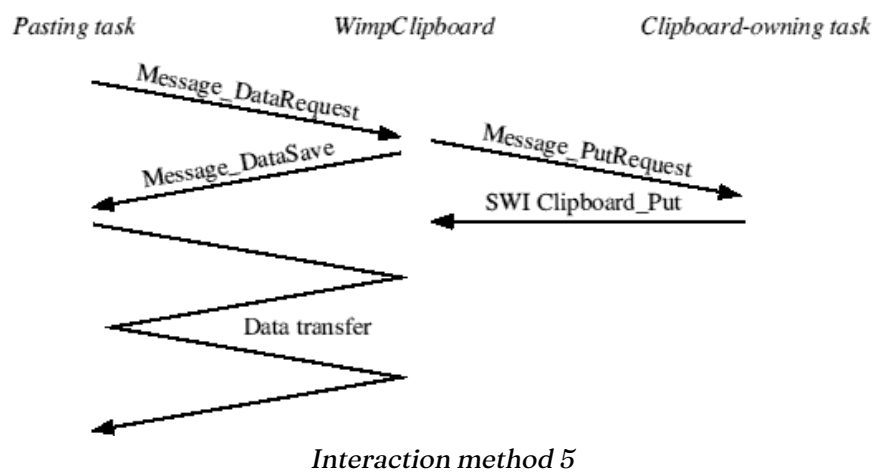 Pasting task WimpClipboard Clipboard-owning task
Message_DataRequest
Message_PutRequest
Message_DataSave
SWI Clipboard_Put
Data transfer
Interaction method 5